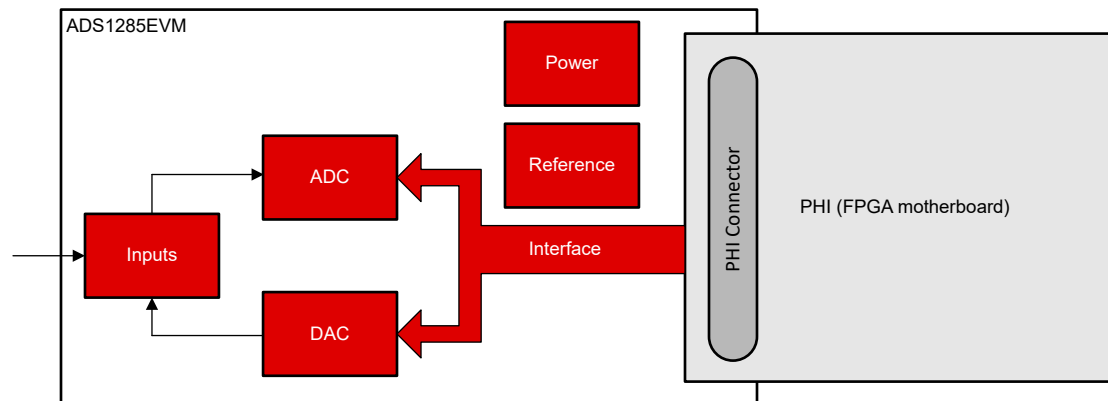 ADS1285EVM
Power
Reference
ADC
Inputs
Interface
DAC
PHI Connector
PHI (FPGA motherboard)